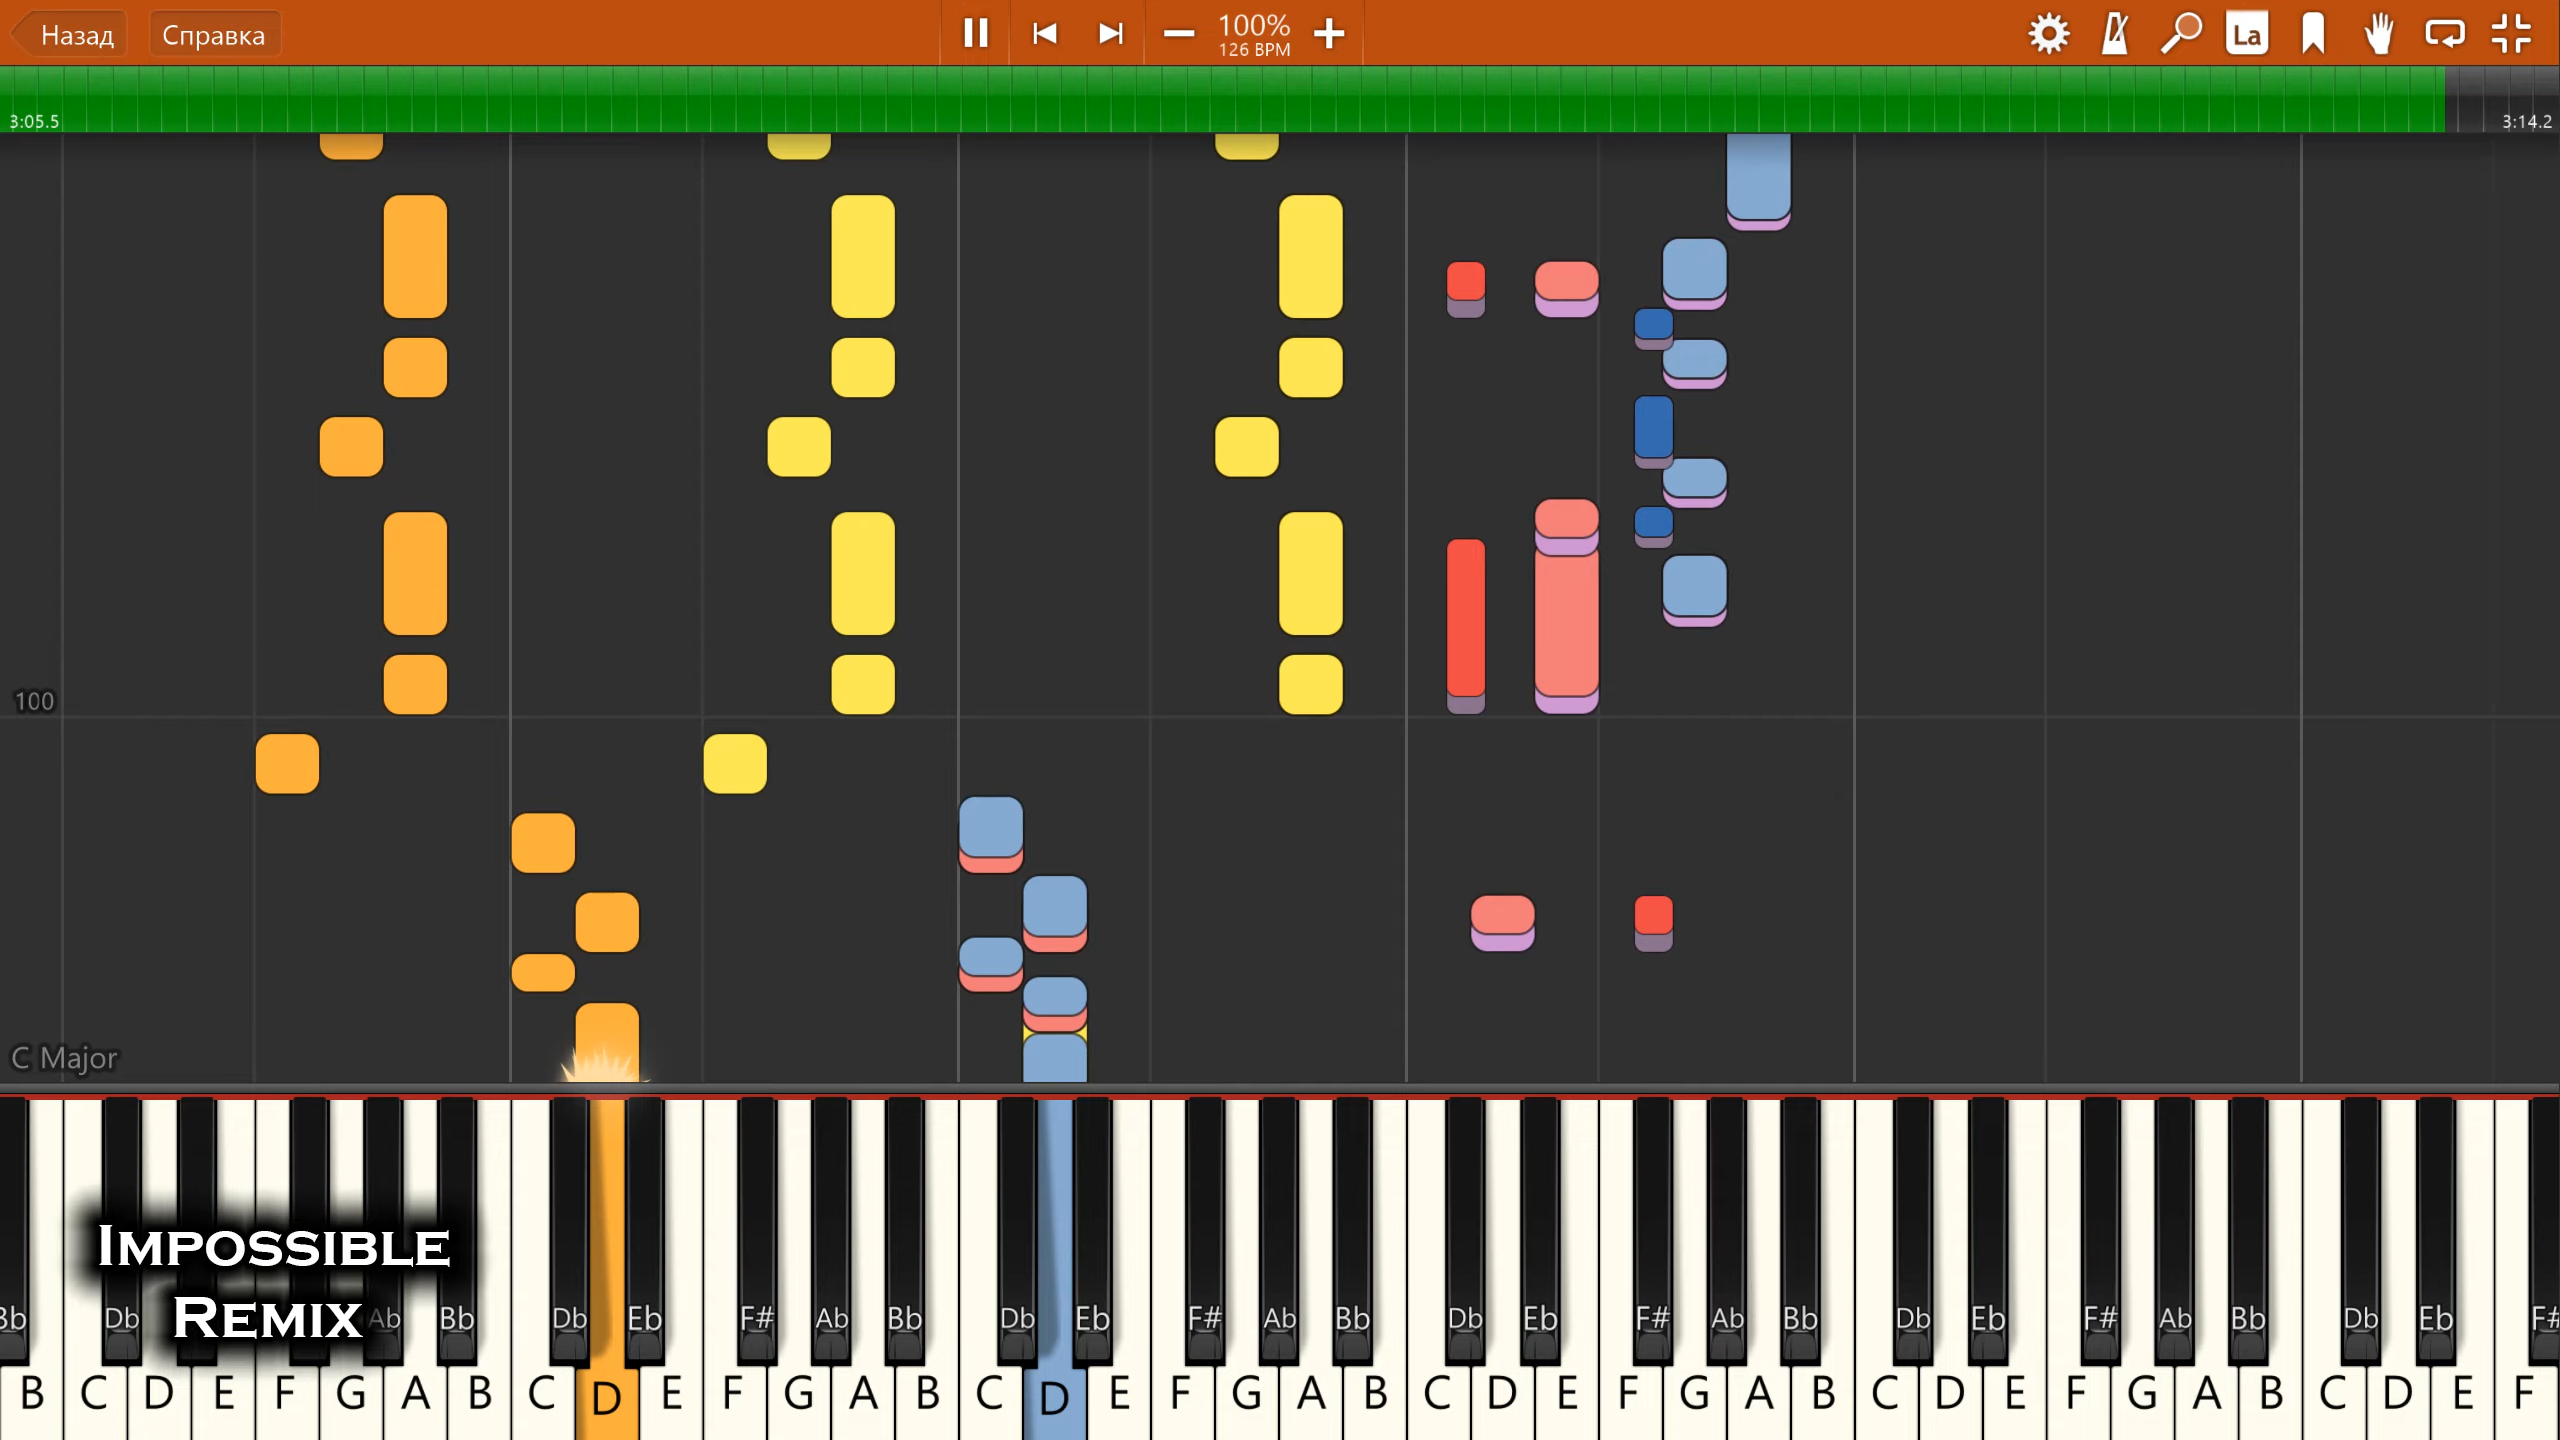 Назад
Справка
100%
126 BPM
La
3:05.5
3:14.2
100
C Major
Impossible
Remix
Bb Db Ab Bb Db Eb F# Ab Bb Db Eb F# Ab Bb Db Eb F# Ab Bb Db Eb F# Ab Bb Db Eb F#
B C D E F G A B C D E F G A B C D E F G A B C D E F G A B C D E F G A B C D E F